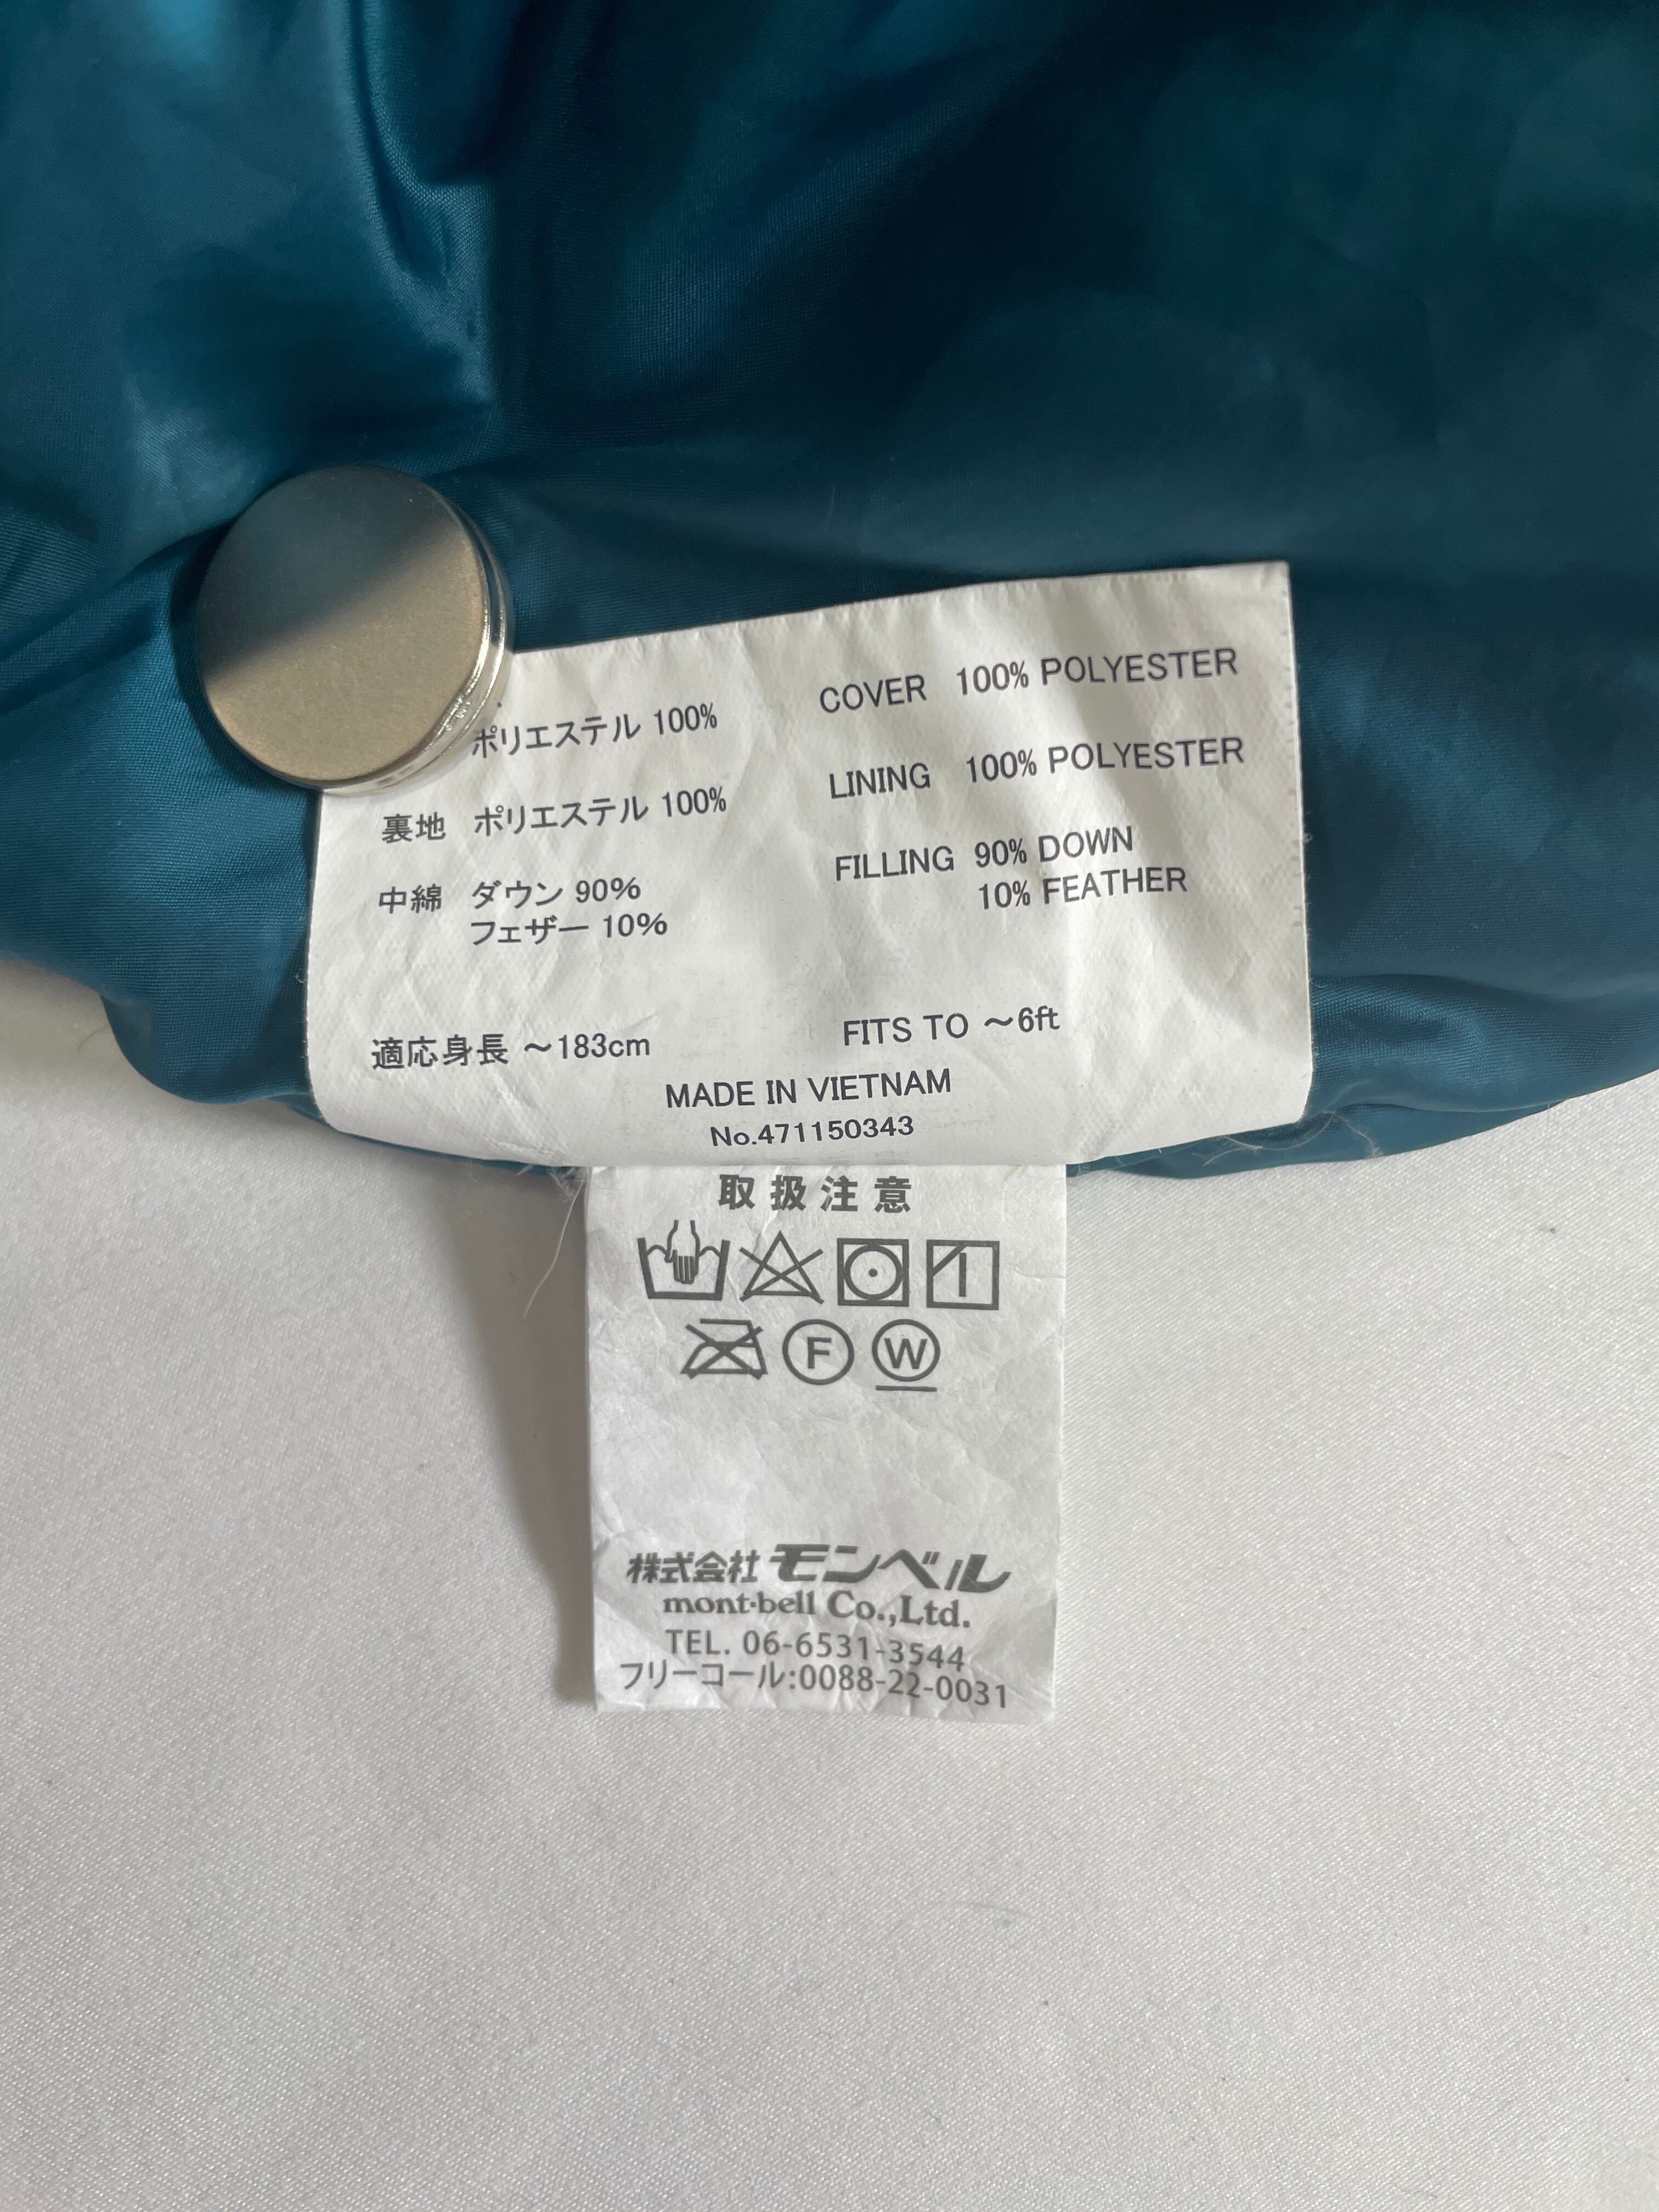 ポリエステル 100% COVER 100% POLYESTER
裏地 ポリエステル 100% LINING 100% POLYESTER
中綿 ダウン 90% FILLING 90% DOWN
フェザー 10% 10% FEATHER
適応身長 ～183cm FITS TO ～6ft
MADE IN VIETNAM
No.471150343
取扱注意
F W
株式会社 モンベル
mont-bell Co.,Ltd.
TEL. 06-6531-3544
フリーコール:0088-22-0031